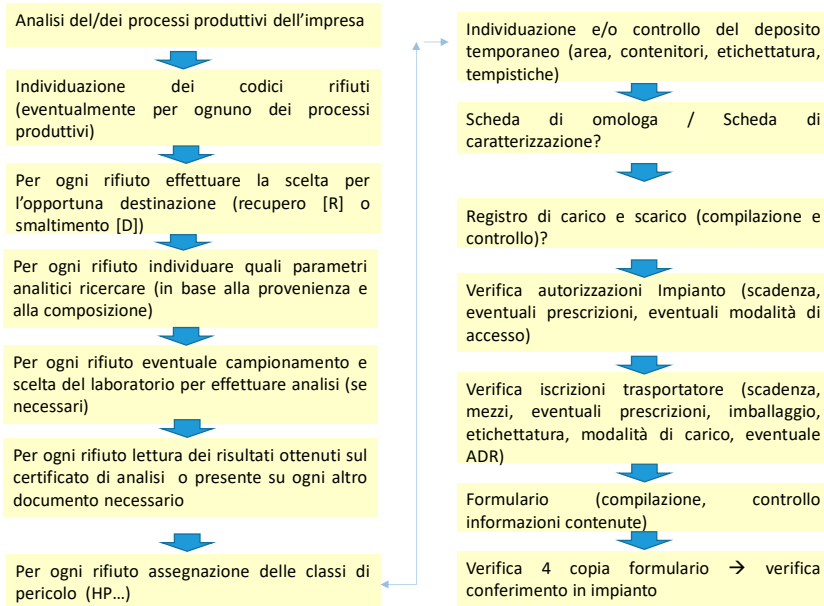 Analisi del/dei processi produttivi dell'impresa
Individuazione dei codici rifiuti
(eventualmente per ognuno dei processi
produttivi)
Per ogni rifiuto effettuare la scelta per
l'opportuna destinazione (recupero [R] o
smaltimento [D])
Per ogni rifiuto individuare quali parametri
analitici ricercare (in base alla provenienza e
alla composizione)
Per ogni rifiuto eventuale campionamento e
scelta del laboratorio per effettuare analisi (se
necessari)
Per ogni rifiuto lettura dei risultati ottenuti sul
certificato di analisi o presente su ogni altro
documento necessario
Per ogni rifiuto assegnazione delle classi di
pericolo (HP...)
Individuazione e/o controllo del deposito
temporaneo (area, contenitori, etichettatura,
tempistiche)
Scheda di omologa / Scheda di
caratterizzazione?
Registro di carico e scarico (compilazione e
controllo)?
Verifica autorizzazioni Impianto (scadenza,
eventuali prescrizioni, eventuali modalità di
accesso)
Verifica iscrizioni trasportatore (scadenza,
mezzi, eventuali prescrizioni, imballaggio,
etichettatura, modalità di carico, eventuale
ADR)
Formulario (compilazione, controllo
informazioni contenute)
Verifica 4 copia formulario → verifica
conferimento in impianto